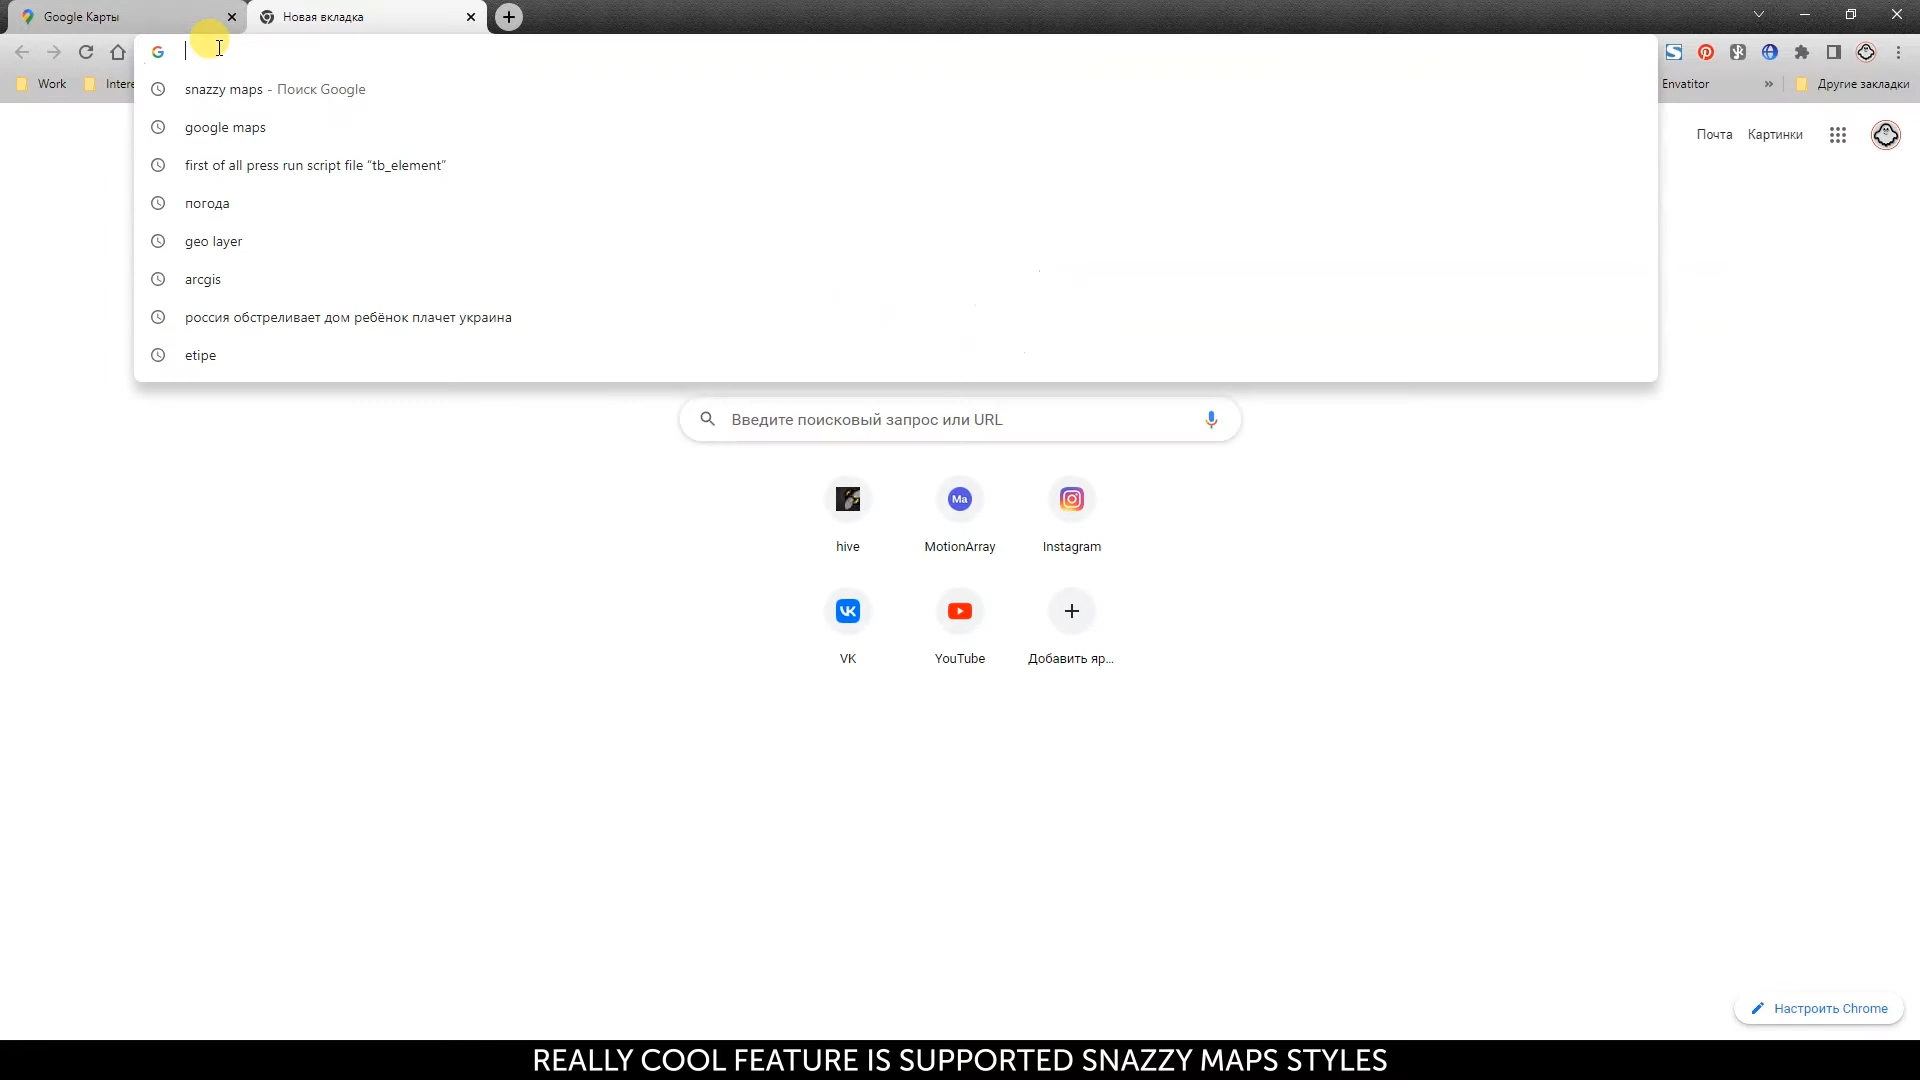 Google Карты
Новая вкладка
Work
Intere
Envatitor
Другие закладки
snazzy maps - Поиск Google
google maps
first of all press run script file “tb_element”
погода
geo layer
arcgis
россия обстреливает дом ребёнок плачет украина
etipe
Почта Картинки
Введите поисковый запрос или URL
Ma
hive MotionArray Instagram
VK YouTube Добавить яр...
Настроить Chrome
REALLY COOL FEATURE IS SUPPORTED SNAZZY MAPS STYLES